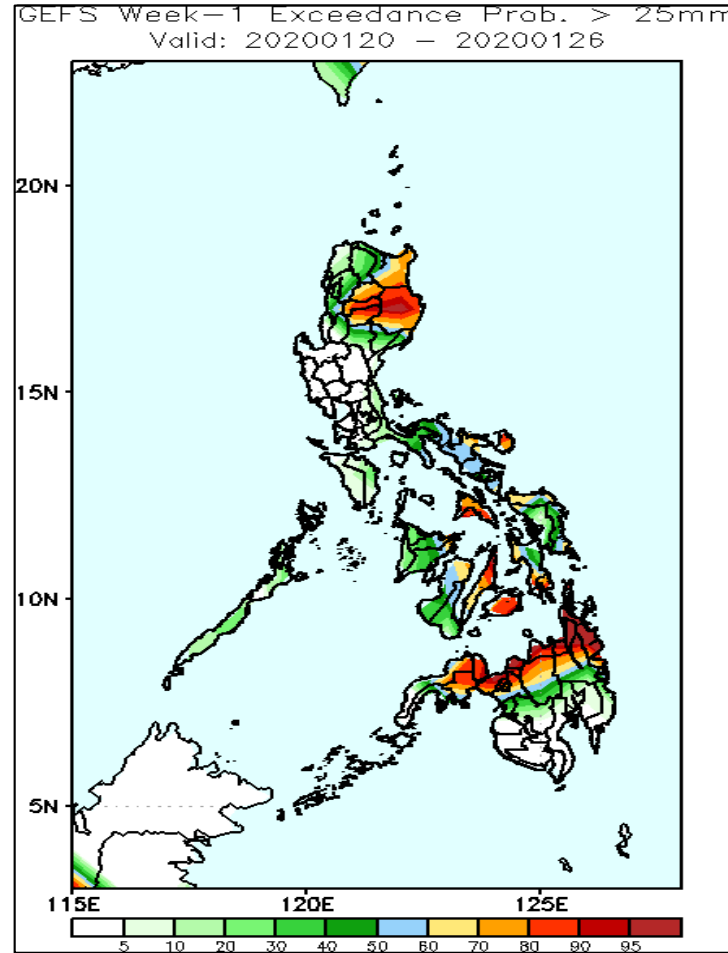 GEFS Week-1 Exceedance Prob. > 25mm
Valid: 20200120 - 20200126
20N
15N
10N
5N
115E 120E 125E
5 10 20 30 40 50 60 70 80 90 95